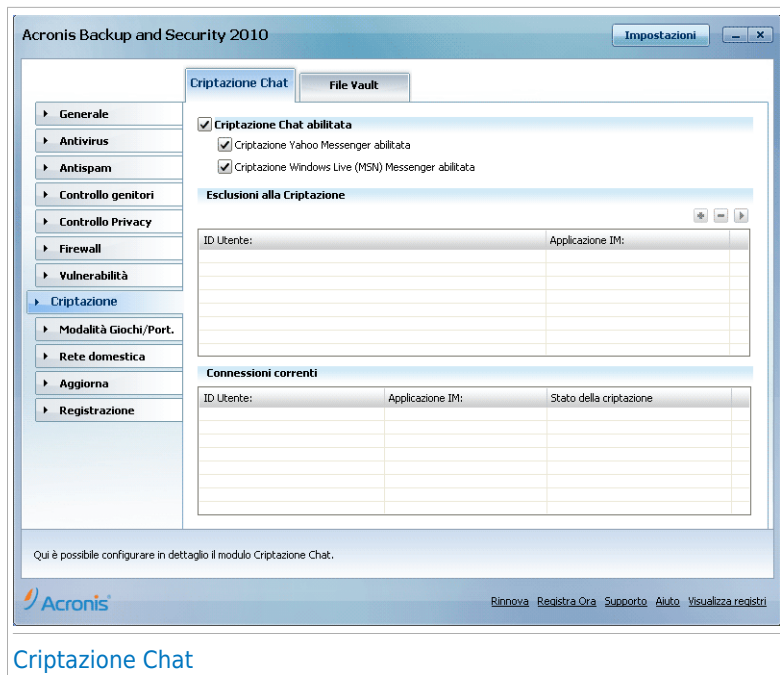 Acronis Backup and Security 2010
Impostazioni
Criptazione Chat
File Vault
Generale
Antivirus
Antispam
Controllo genitori
Controllo Privacy
Firewall
Vulnerabilità
Criptazione
Modalità Giochi/Port.
Rete domestica
Aggiorna
Registrazione
Criptazione Chat abilitata
Criptazione Yahoo Messenger abilitata
Criptazione Windows Live (MSN) Messenger abilitata
Esclusioni alla Criptazione
ID Utente: Applicazione IM:
Connessioni correnti
ID Utente: Applicazione IM: Stato della criptazione
Qui è possibile configurare in dettaglio il modulo Criptazione Chat.
Acronis
Rinnova Registra Ora Supporto Aiuto Visualizza registri
Criptazione Chat